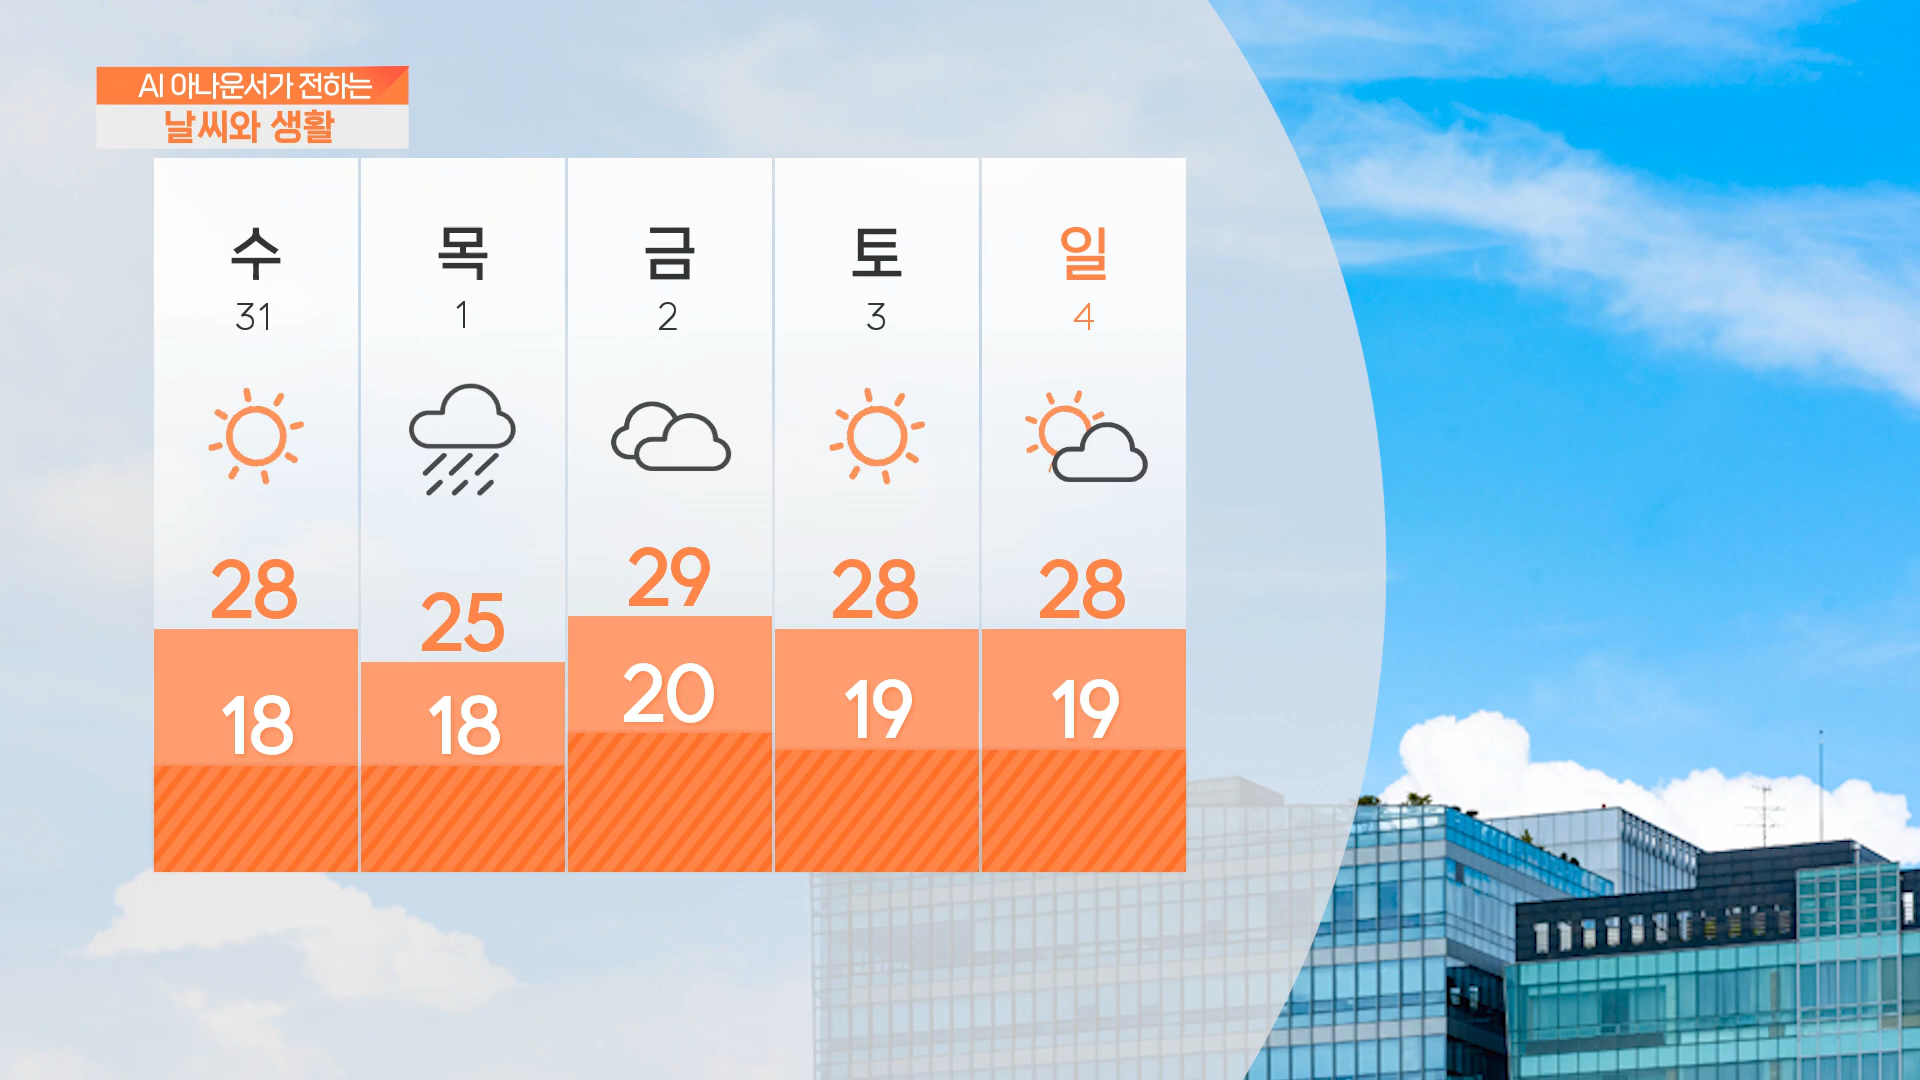 AI 아나운서가 전하는
날씨와 생활
수 목 금 토 일
31 1 2 3 4
28 25 29 28 28
18 18 20 19 19